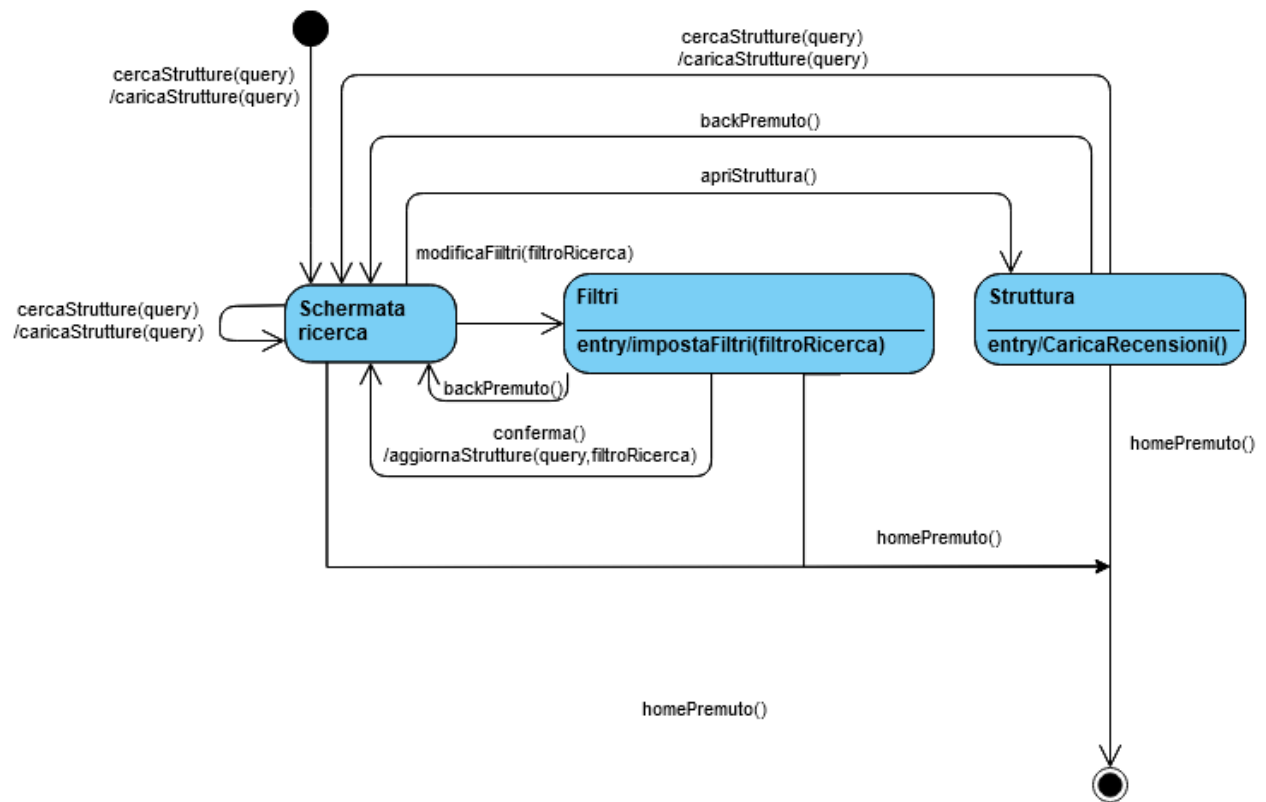 cercaStrutture(query)
/caricaStrutture(query)
cercaStrutture(query)
/caricaStrutture(query)
backPremuto()
apriStruttura()
modificaFiiltri(filtroRicerca)
cercaStrutture(query)
/caricaStrutture(query)
Schermata
ricerca
Filtri
entry/impostaFiltri(filtroRicerca)
Struttura
entry/CaricaRecensioni()
backPremuto()
conferma()
/aggiornaStrutture(query,filtroRicerca)
homePremuto()
homePremuto()
homePremuto()